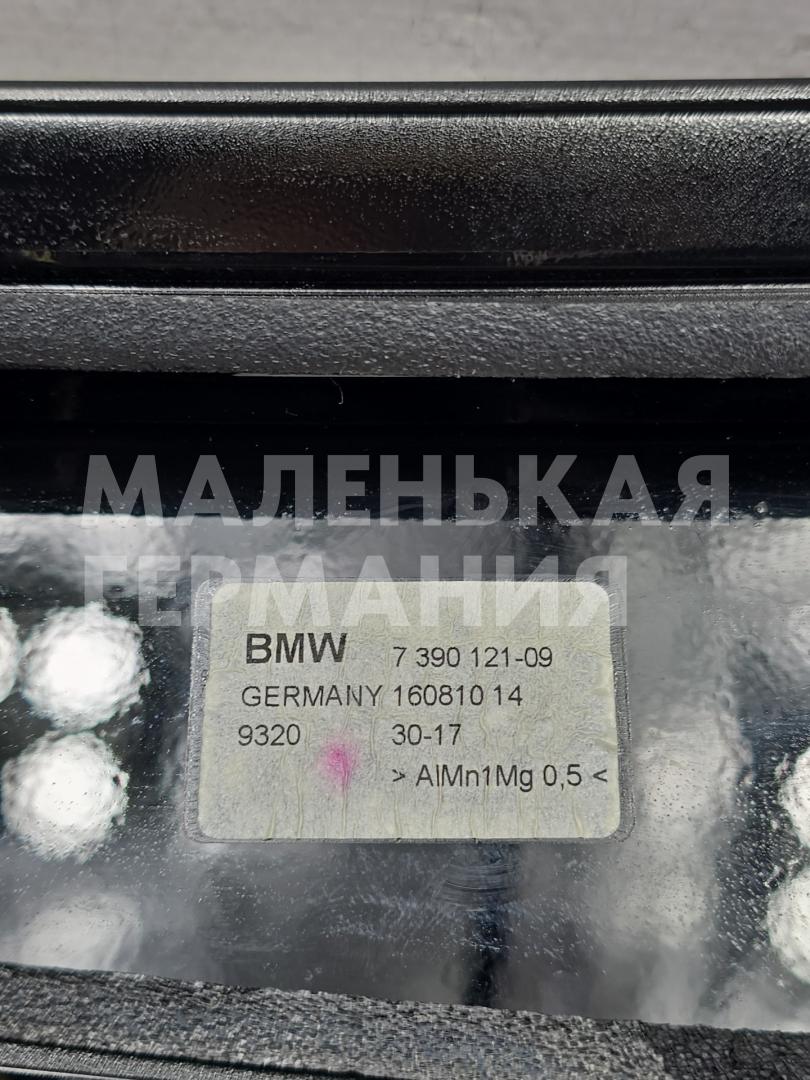 МАЛЕНЬКАЯ
ГЕРМАНИЯ
BMW 7 390 121-09
GERMANY 160810 14
9320 30-17
> AlMn1Mg 0,5 <